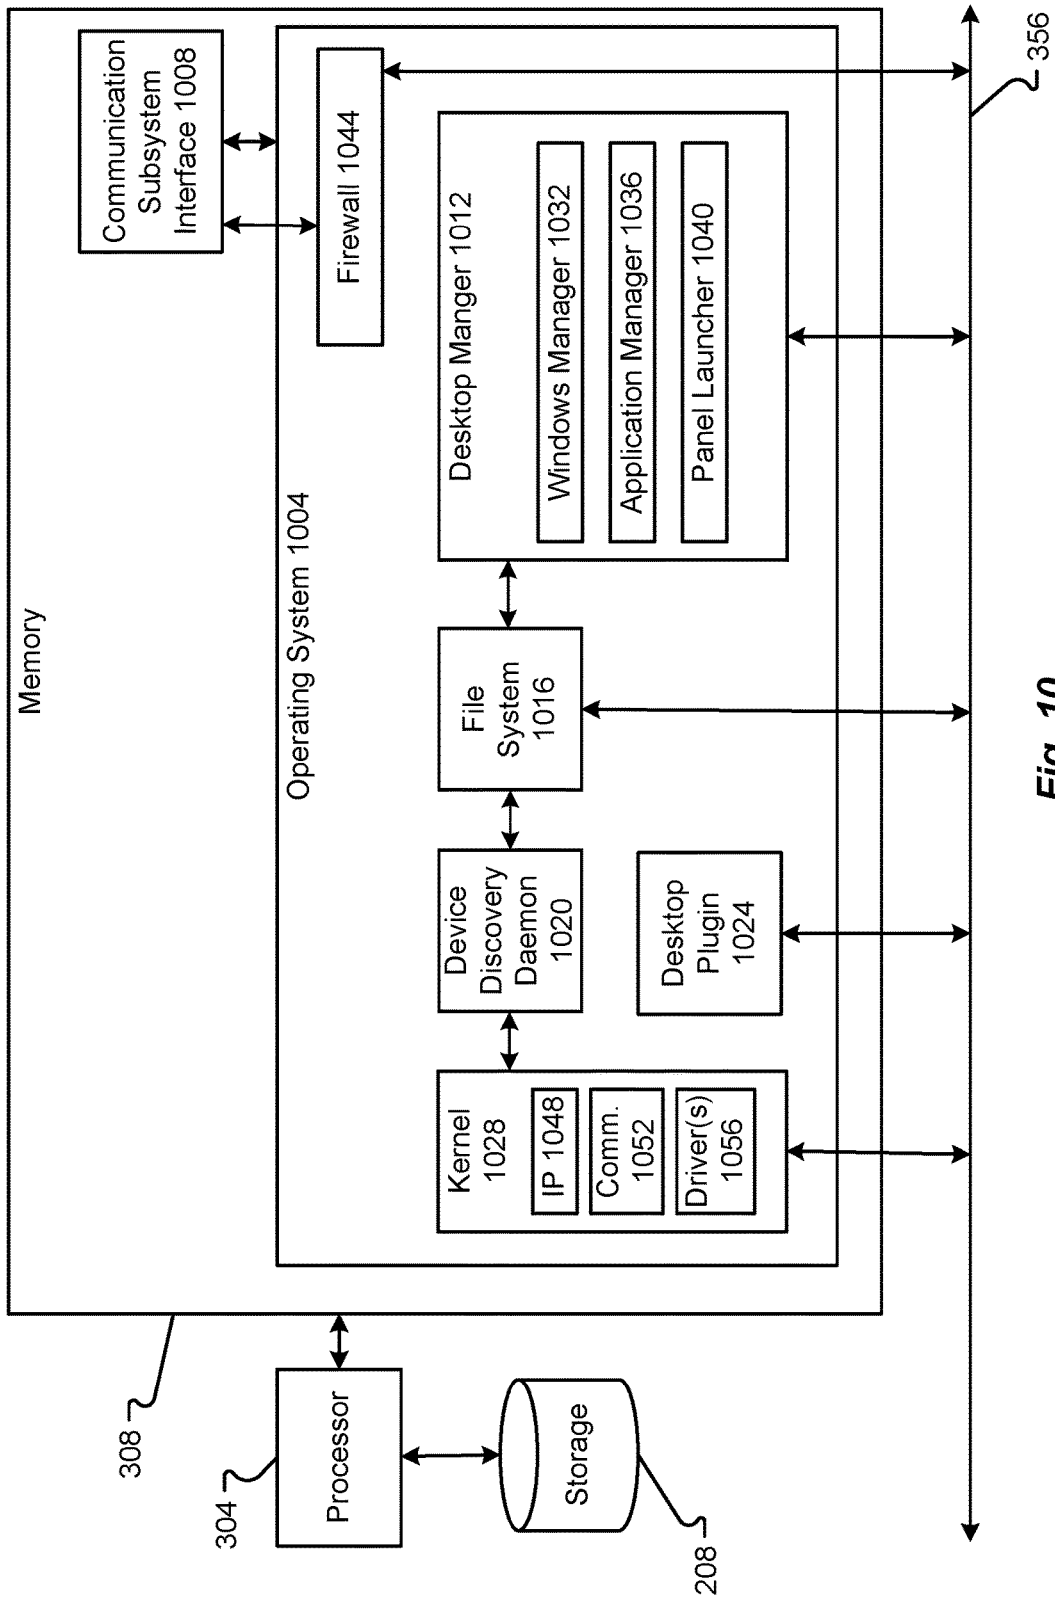 Memory
308
304
Processor
Storage
208
Communication
Subsystem
Interface 1008
Operating System 1004
Firewall 1044
Kernel
1028
IP 1048
Comm.
1052
Driver(s)
1056
Device
Discovery
Daemon
1020
File
System
1016
Desktop
Plugin
1024
Desktop Manger 1012
Windows Manager 1032
Application Manager 1036
Panel Launcher 1040
356
Fig. 10